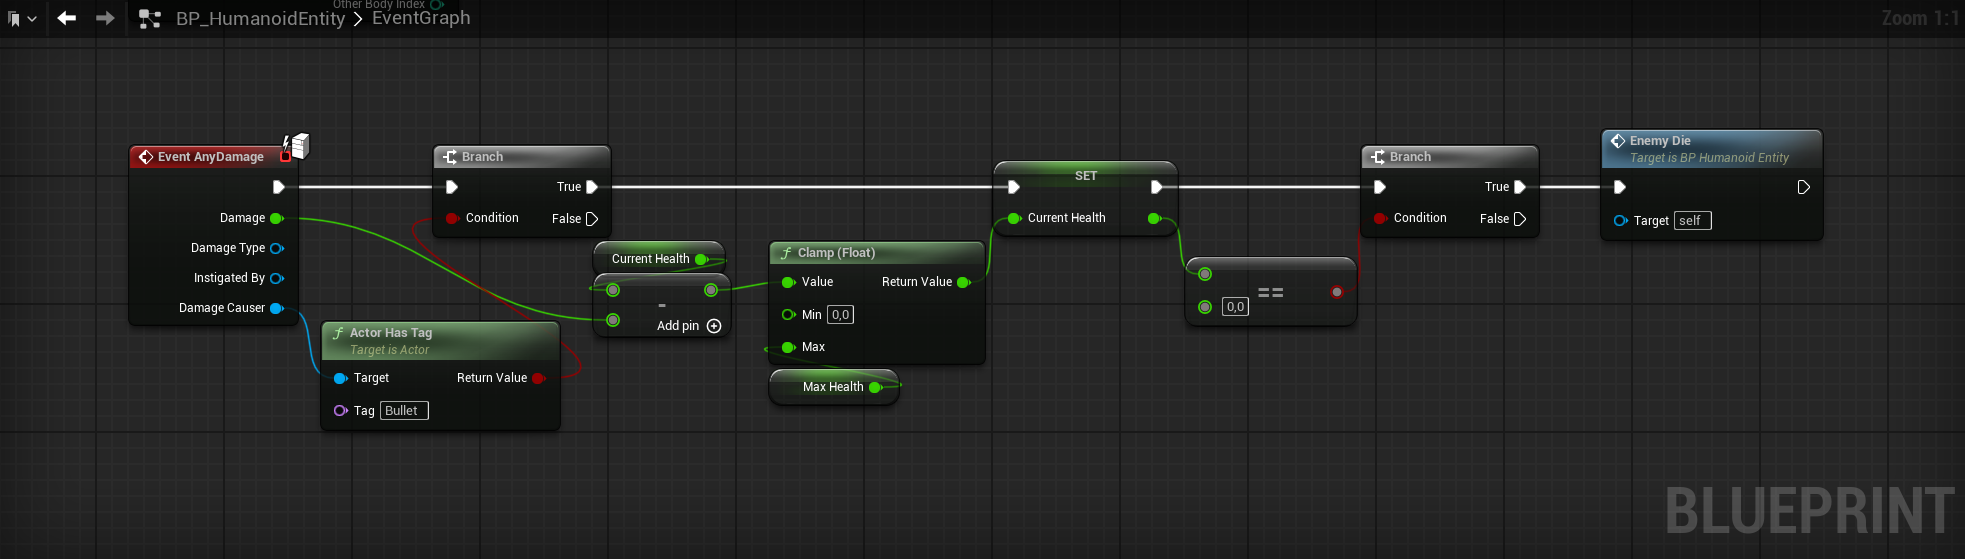 Other Body Index
BP_HumanoidEntity > EventGraph
Zoom 1:1
Event AnyDamage
Damage
Damage Type
Instigated By
Damage Causer
Branch
True
Condition
False
Actor Has Tag
Target is Actor
Target
Return Value
Tag
Bullet
Current Health
-
Add pin
Clamp (Float)
Value
Return Value
Min
0,0
Max
Max Health
SET
Current Health
==
0,0
Branch
True
Condition
False
Enemy Die
Target is BP Humanoid Entity
Target
self
BLUEPRINT